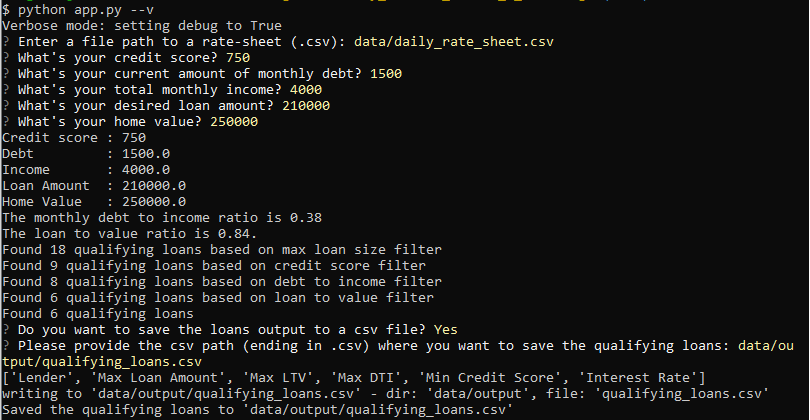 $ python app.py --v
Verbose mode: setting debug to True
? Enter a file path to a rate-sheet (.csv): data/daily_rate_sheet.csv
? What's your credit score? 750
? What's your current amount of monthly debt? 1500
? What's your total monthly income? 4000
? What's your desired loan amount? 210000
? What's your home value? 250000
Credit score : 750
Debt         : 1500.0
Income       : 4000.0
Loan Amount  : 210000.0
Home Value   : 250000.0
The monthly debt to income ratio is 0.38
The loan to value ratio is 0.84.
Found 18 qualifying loans based on max loan size filter
Found 9 qualifying loans based on credit score filter
Found 8 qualifying loans based on debt to income filter
Found 6 qualifying loans based on loan to value filter
Found 6 qualifying loans
? Do you want to save the loans output to a csv file? Yes
? Please provide the csv path (ending in .csv) where you want to save the qualifying loans: data/ou
tput/qualifying_loans.csv
['Lender', 'Max Loan Amount', 'Max LTV', 'Max DTI', 'Min Credit Score', 'Interest Rate']
writing to 'data/output/qualifying_loans.csv' - dir: 'data/output', file: 'qualifying_loans.csv'
Saved the qualifying loans to 'data/output/qualifying_loans.csv'